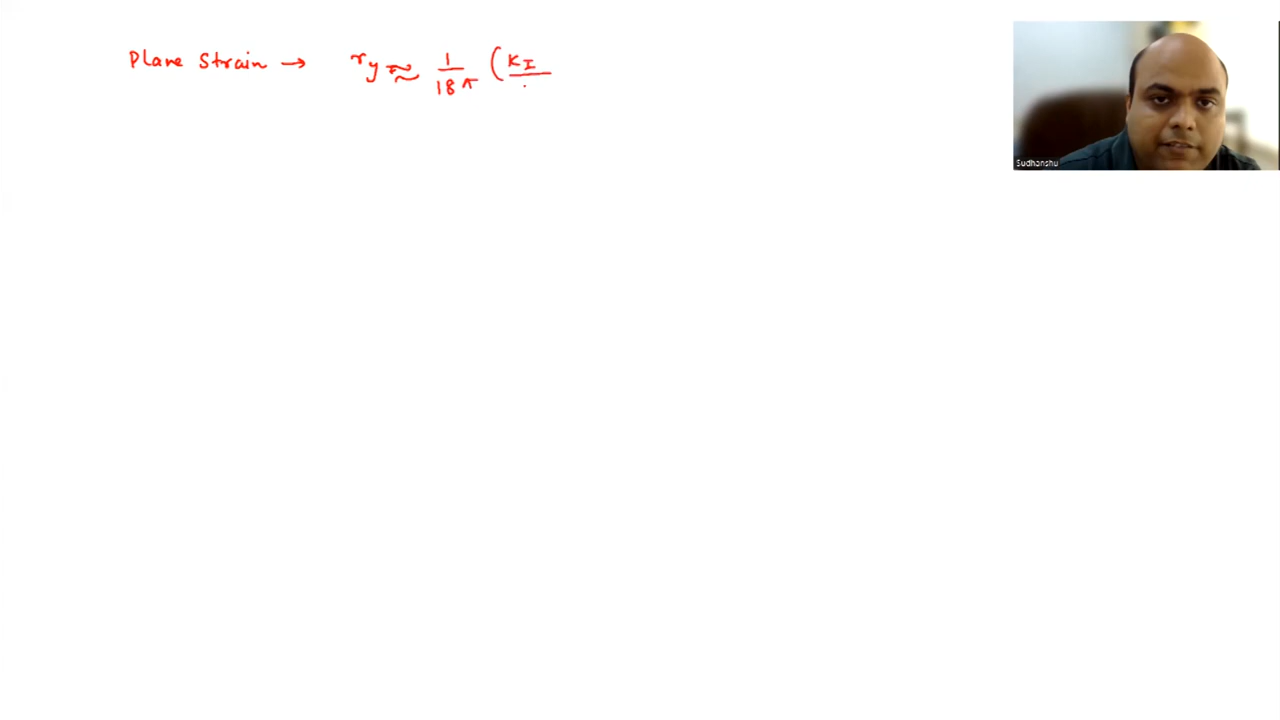 Plane Strain → r_y ≈ 1/18π (K_I
Sudhanshu